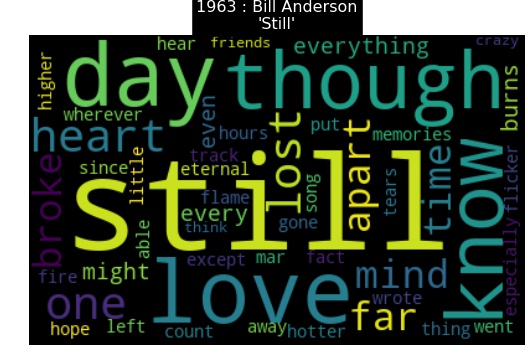 1963 : Bill Anderson
'Still'
hear
friends
everything
crazy
higher
day
though
burns
wherever
even
hours
put
memories
heart
lost
apart
time
know
broke
since
little
track
eternal
still
flame
song
tears
flicker
every
think
gone
able
especially
fire
might
except
mar
fact
mind
one
love
wrote
far
hope
left
count
away
hotter
thing
went